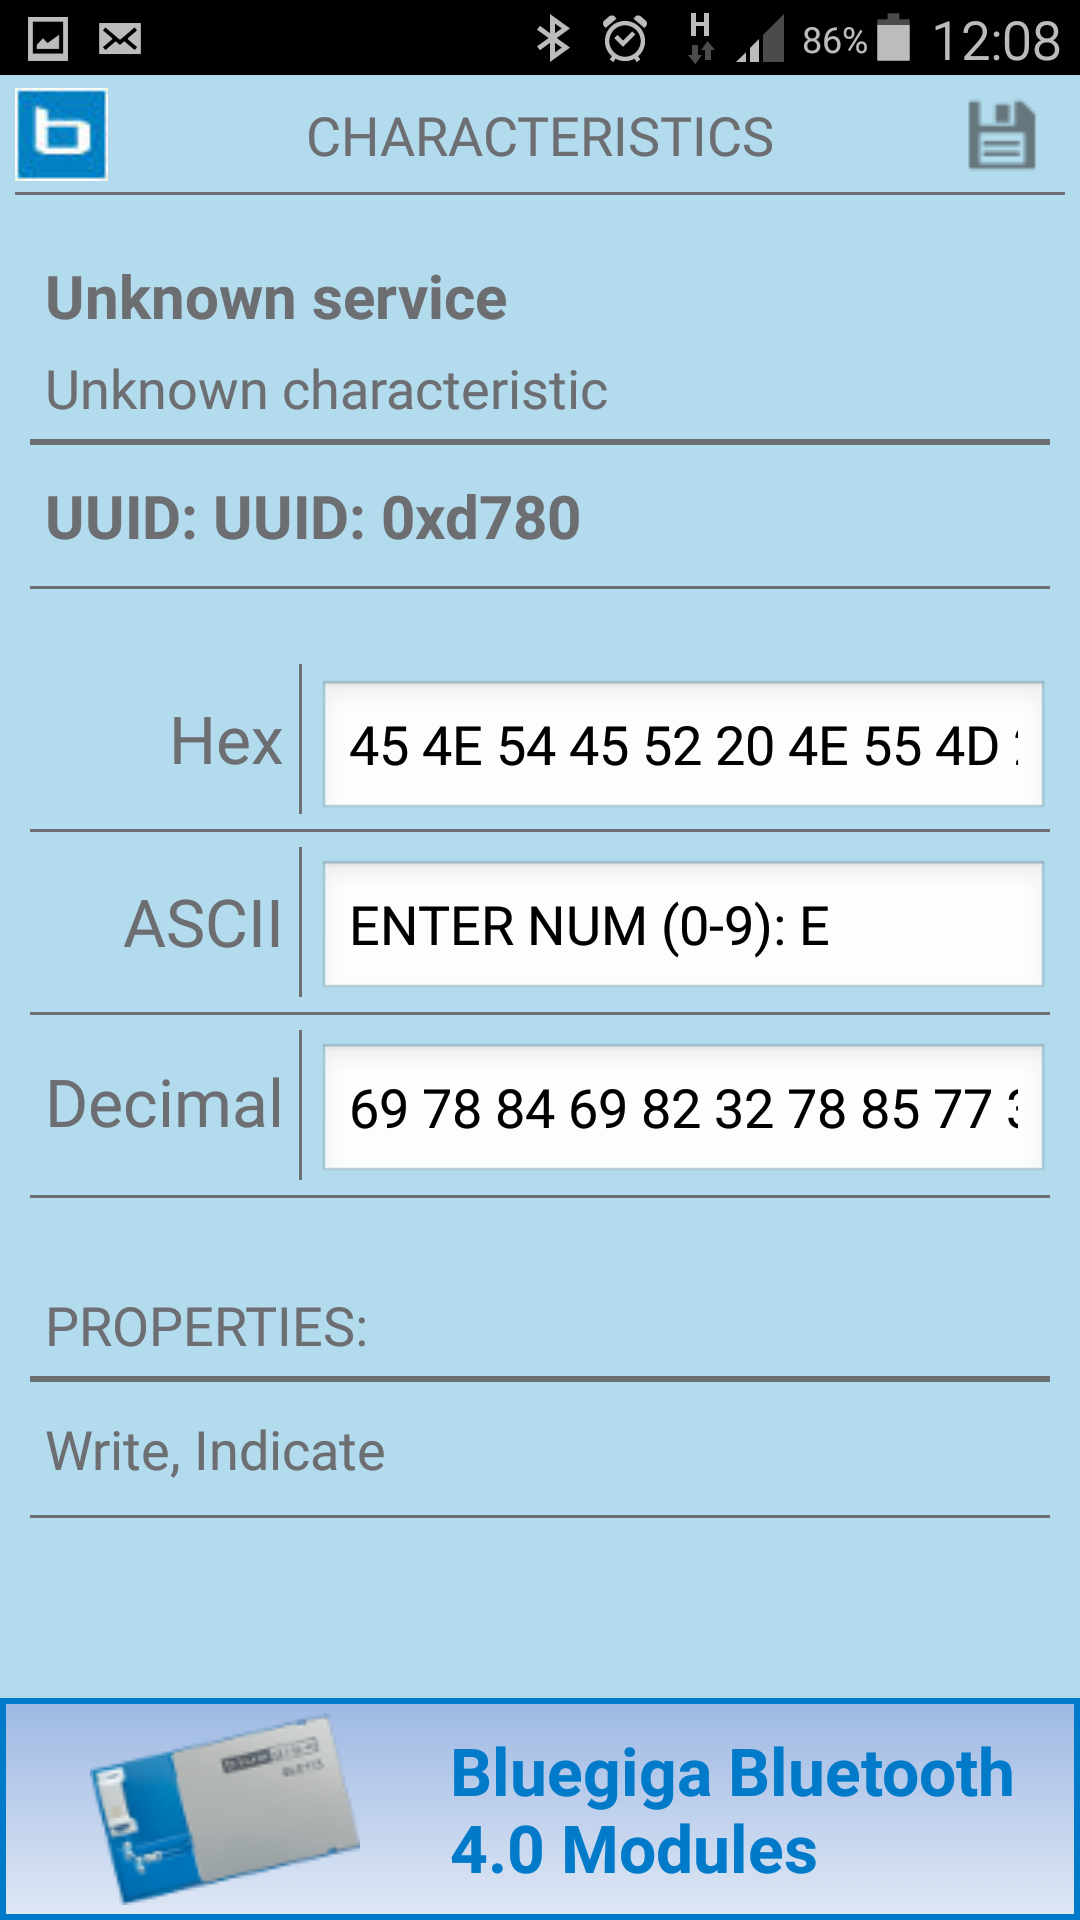 H
86% 12:08
b CHARACTERISTICS
Unknown service
Unknown characteristic
UUID: UUID: 0xd780
Hex 45 4E 54 45 52 20 4E 55 4D
ASCII ENTER NUM (0-9): E
Decimal 69 78 84 69 82 32 78 85 77
PROPERTIES:
Write, Indicate
Bluegiga Bluetooth
4.0 Modules